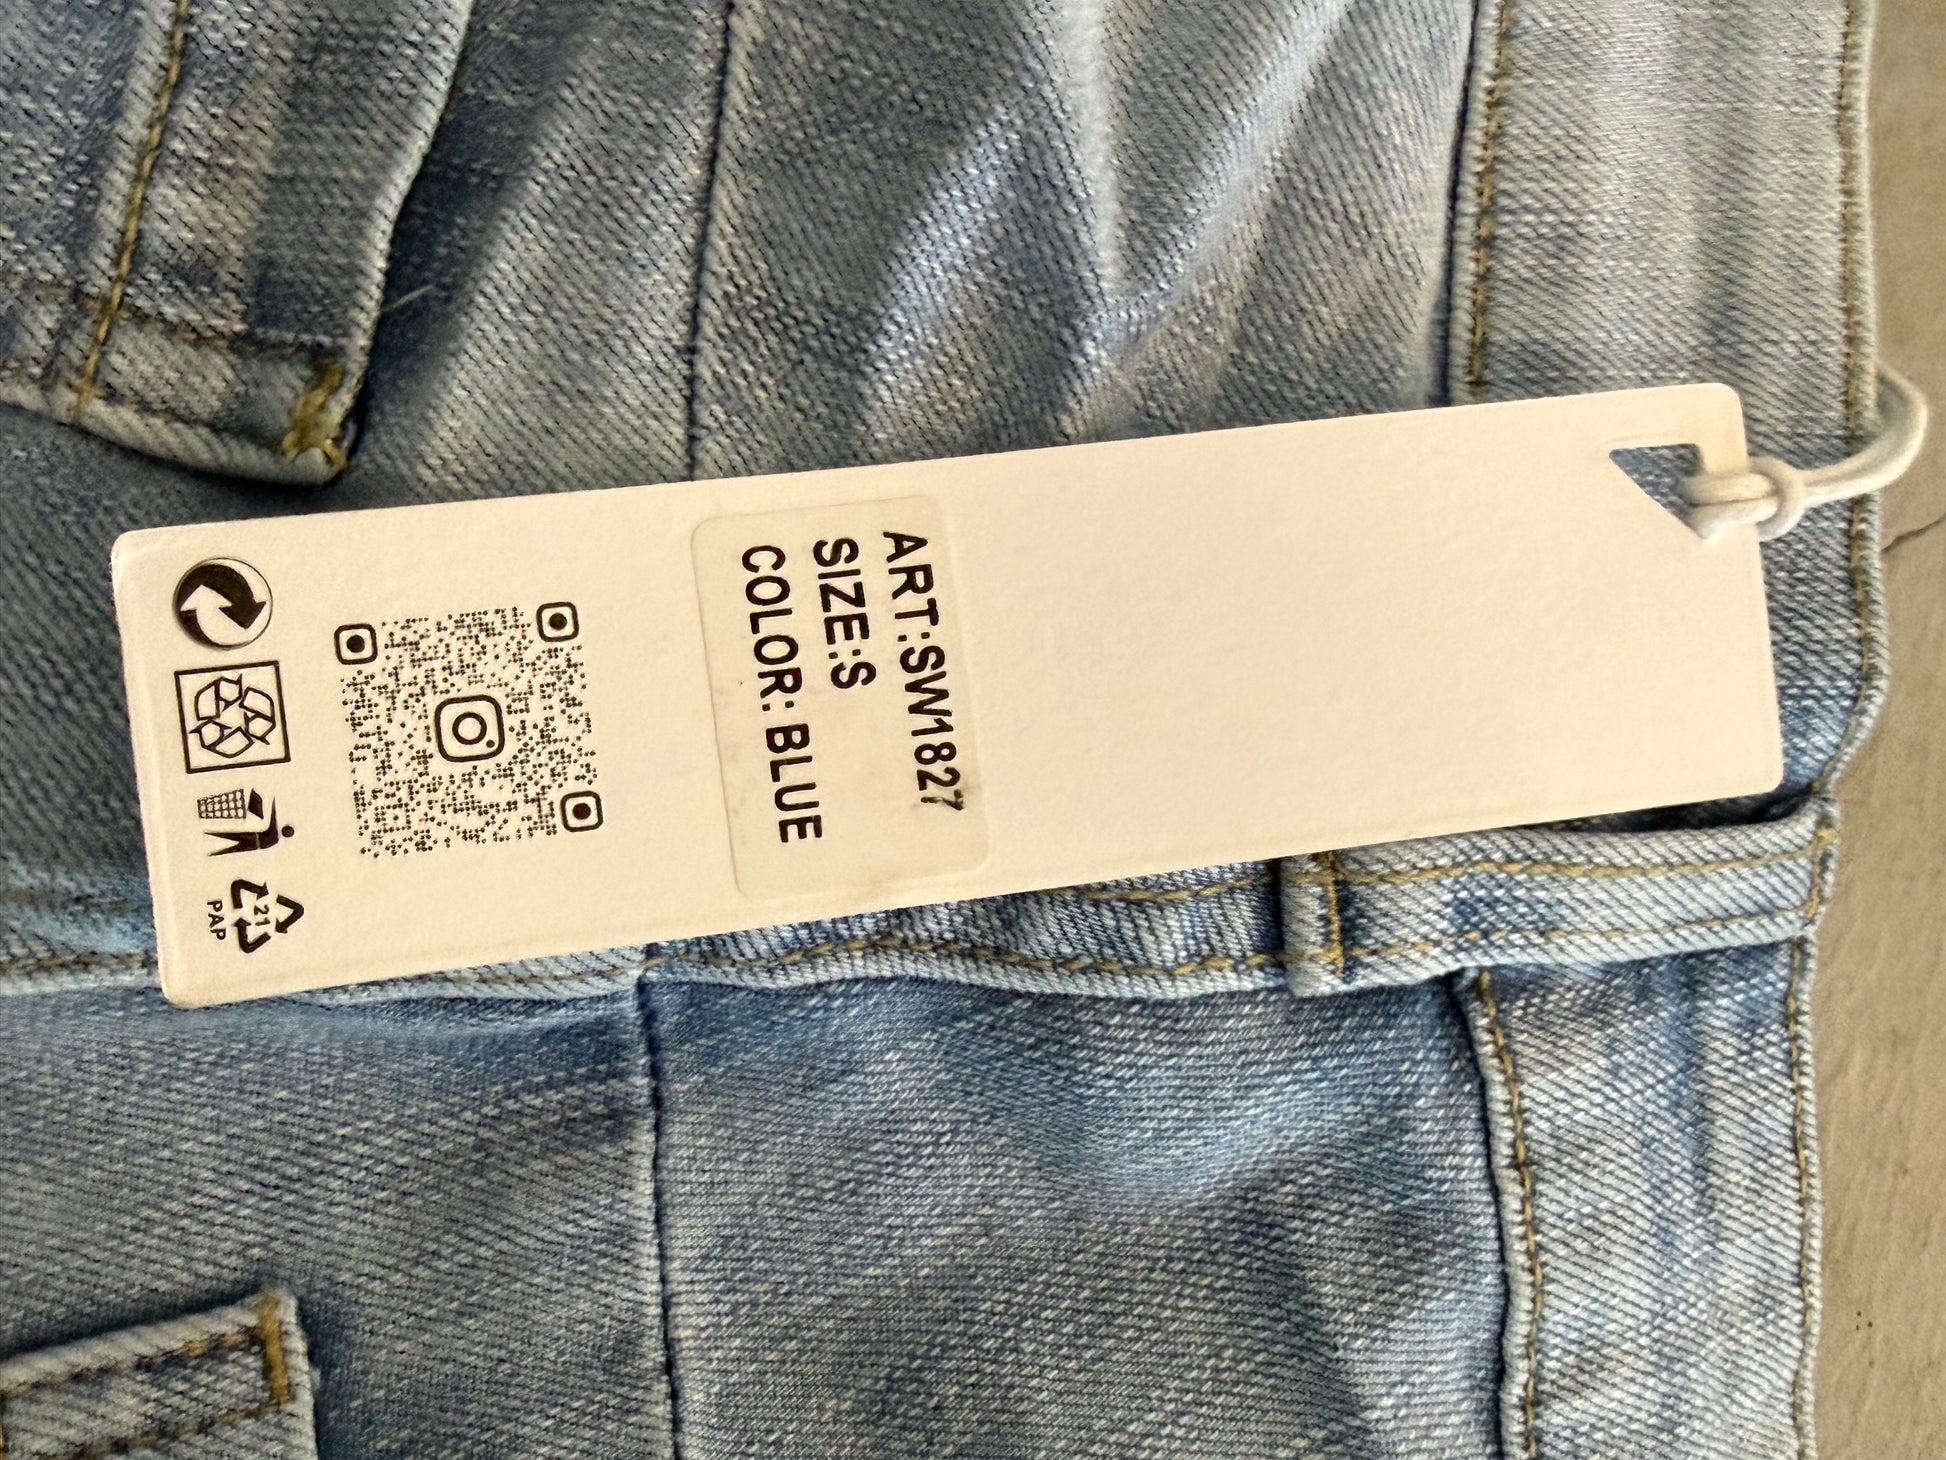 ART:SW1827
SIZE:S
COLOR: BLUE
21
PAP